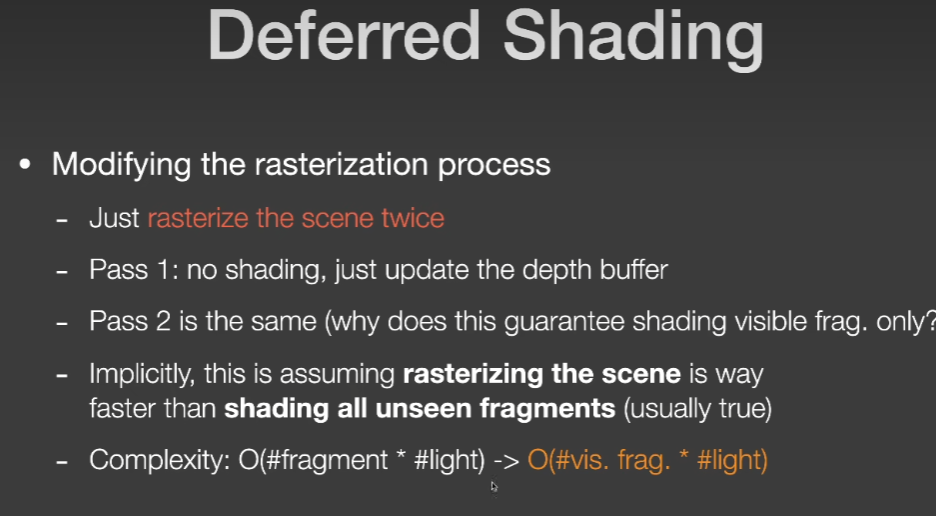 Deferred Shading
• Modifying the rasterization process
- Just rasterize the scene twice
- Pass 1: no shading, just update the depth buffer
- Pass 2 is the same (why does this guarantee shading visible frag. only?
- Implicitly, this is assuming rasterizing the scene is way
faster than shading all unseen fragments (usually true)
- Complexity: O(#fragment * #light) -> O(#vis. frag. * #light)